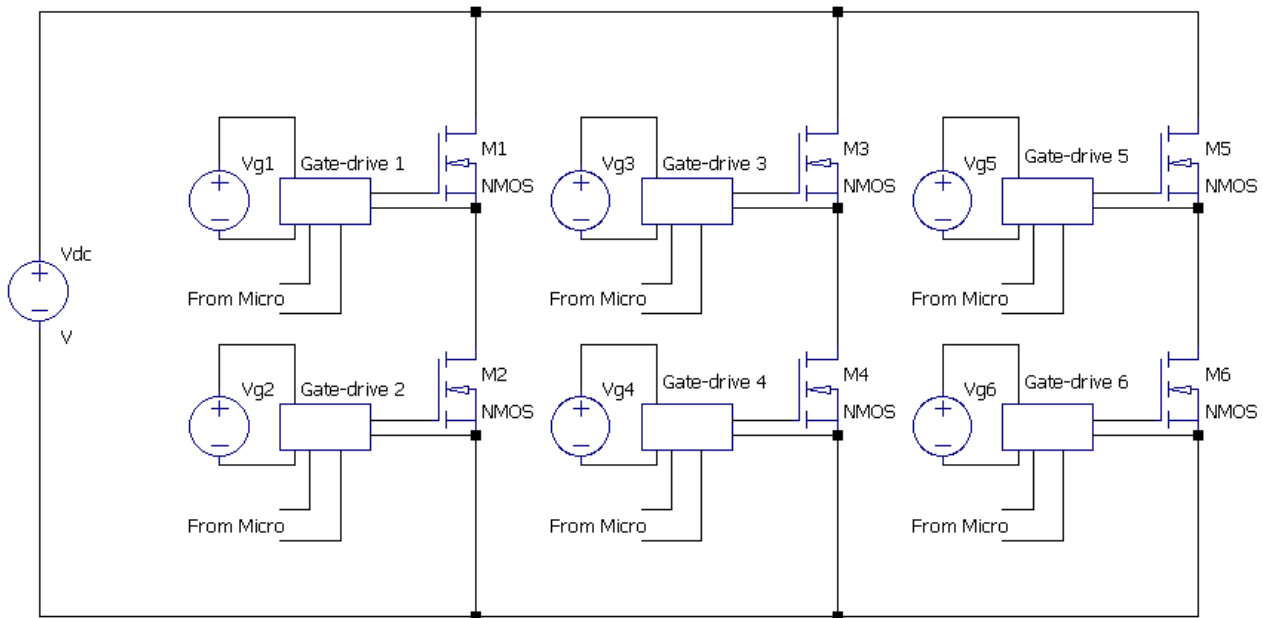 Vdc
V
Vg1
Gate-drive 1
M1
NMOS
From Micro
Vg3
Gate-drive 3
M3
NMOS
From Micro
Vg5
Gate-drive 5
M5
NMOS
From Micro
Vg2
Gate-drive 2
M2
NMOS
From Micro
Vg4
Gate-drive 4
M4
NMOS
From Micro
Vg6
Gate-drive 6
M6
NMOS
From Micro